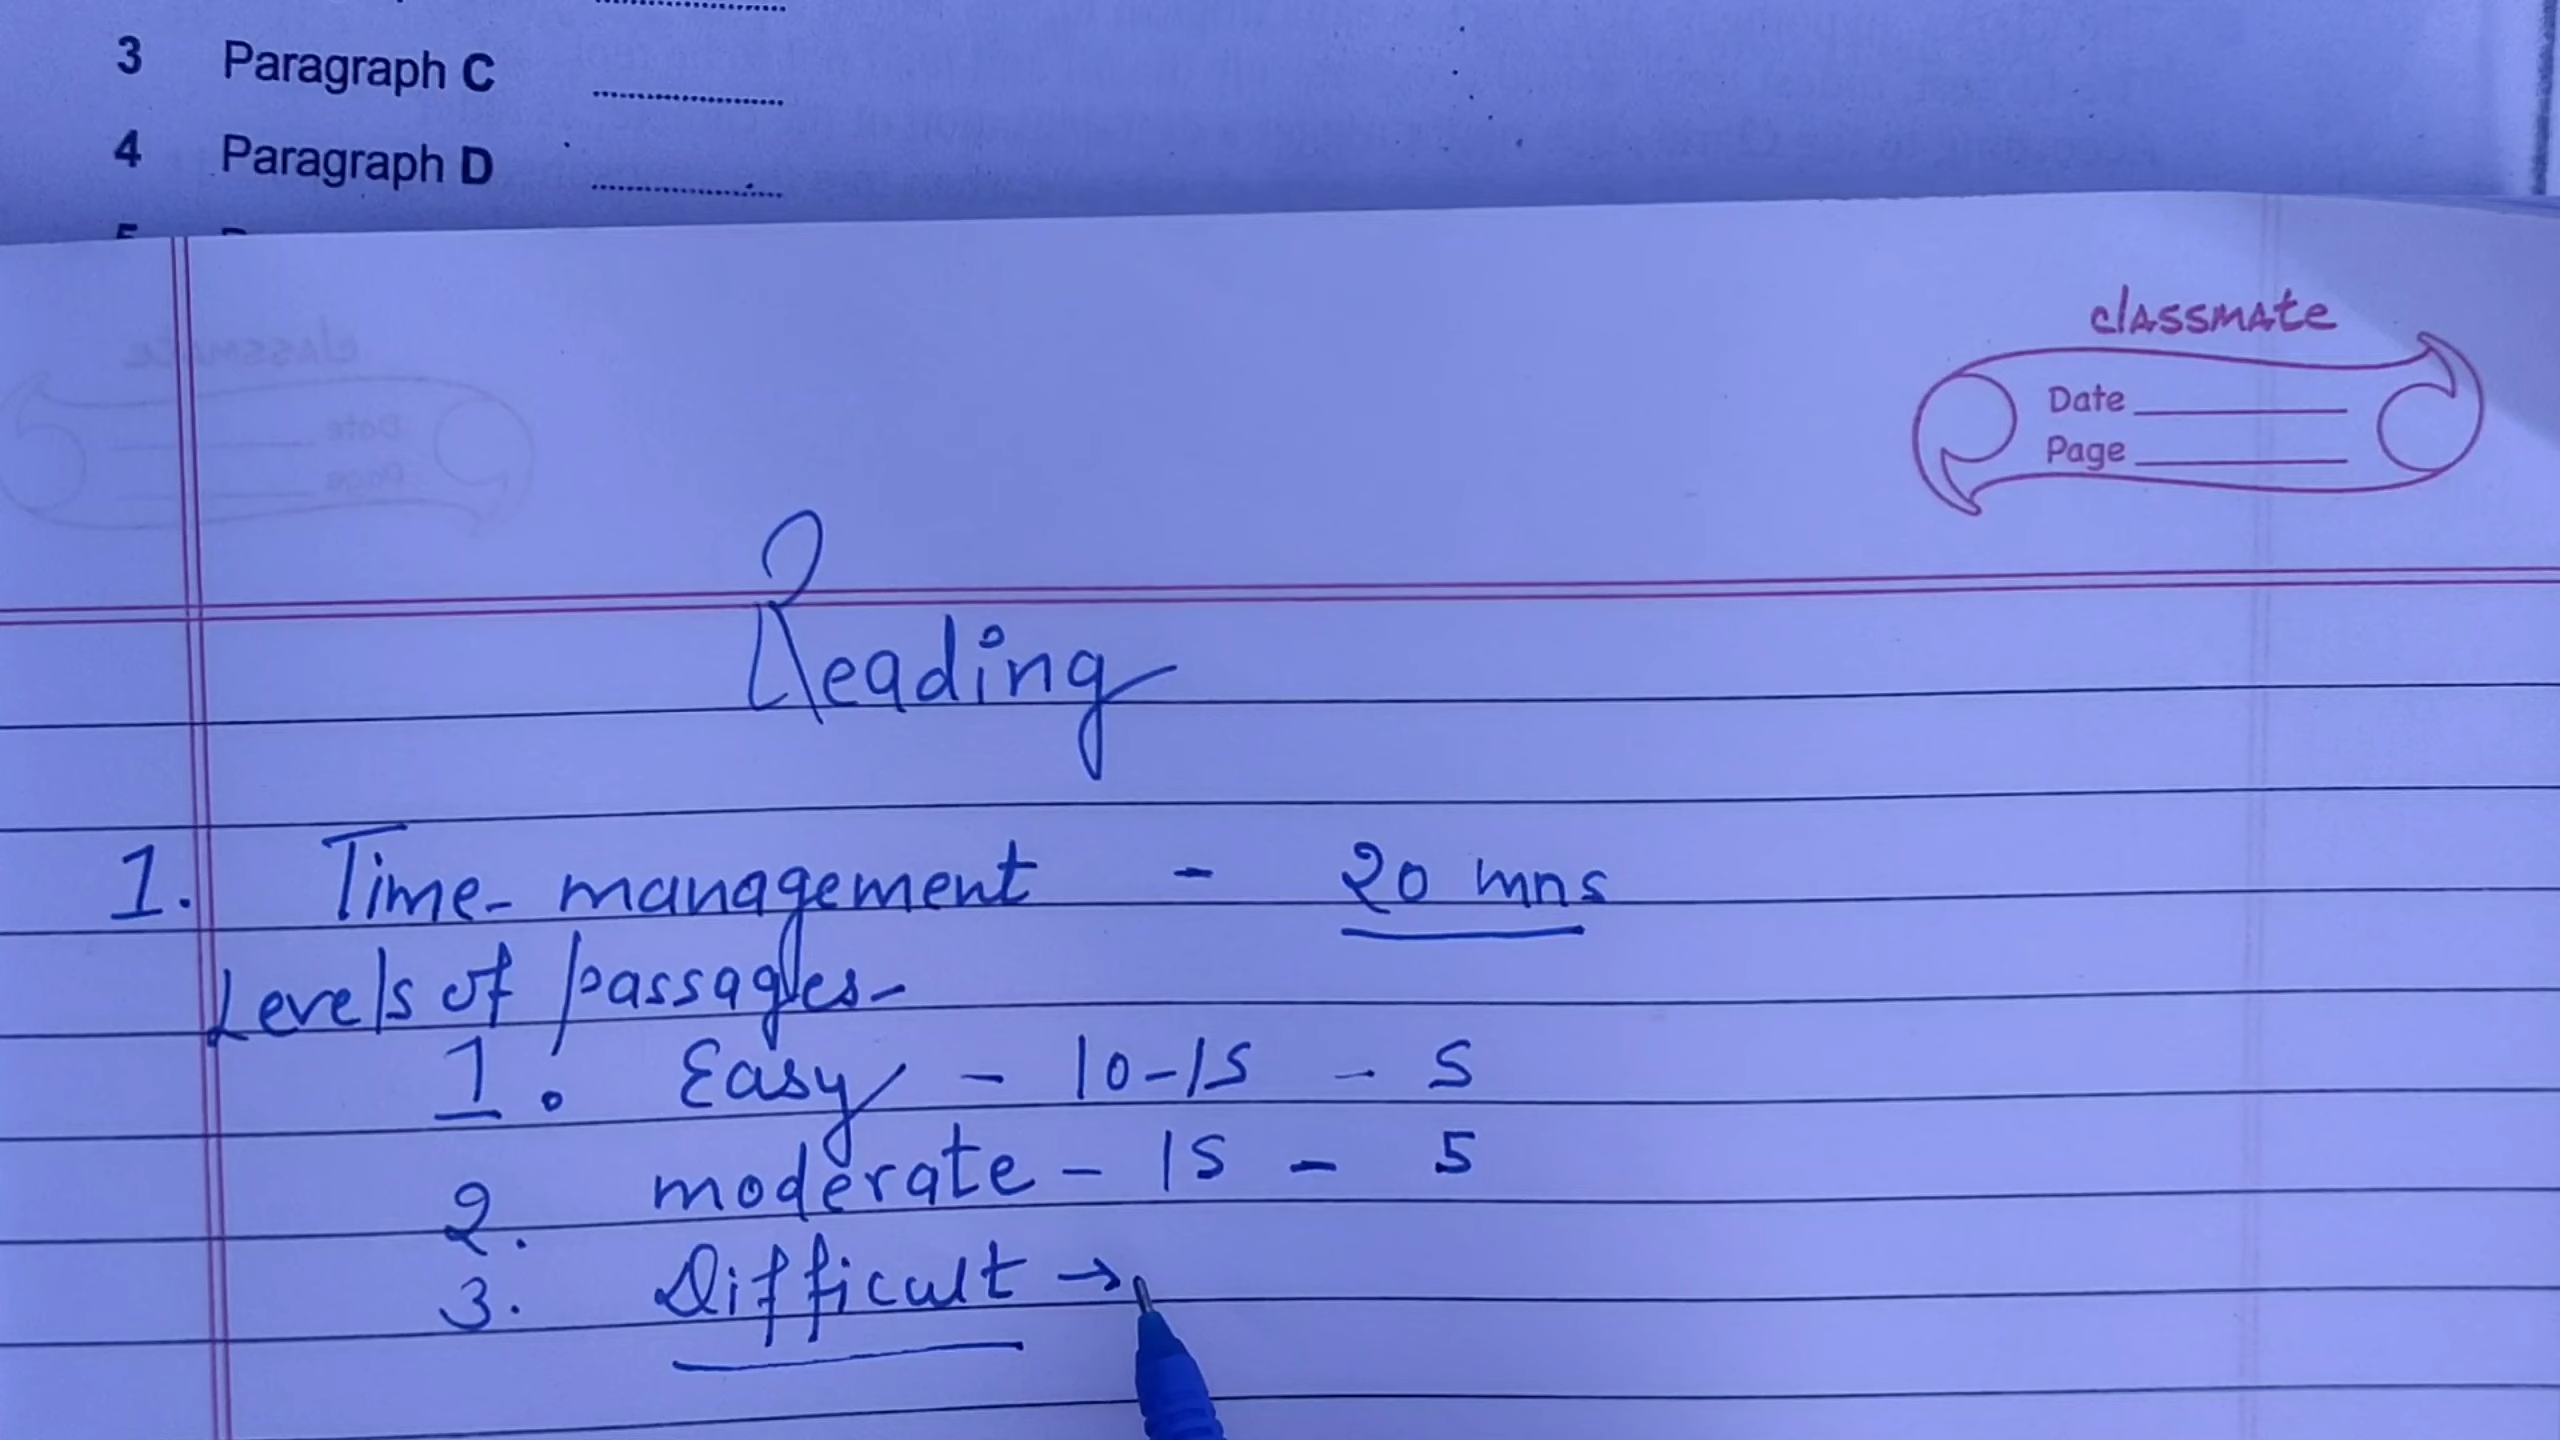 3 Paragraph C ..................
4 Paragraph D ..................
5
classmate
Date
Page
Reading
1. Time-management - 20 mns
Levels of passages-
1. Easy - 10-15 - 5
2. moderate - 15 - 5
3. Difficult →